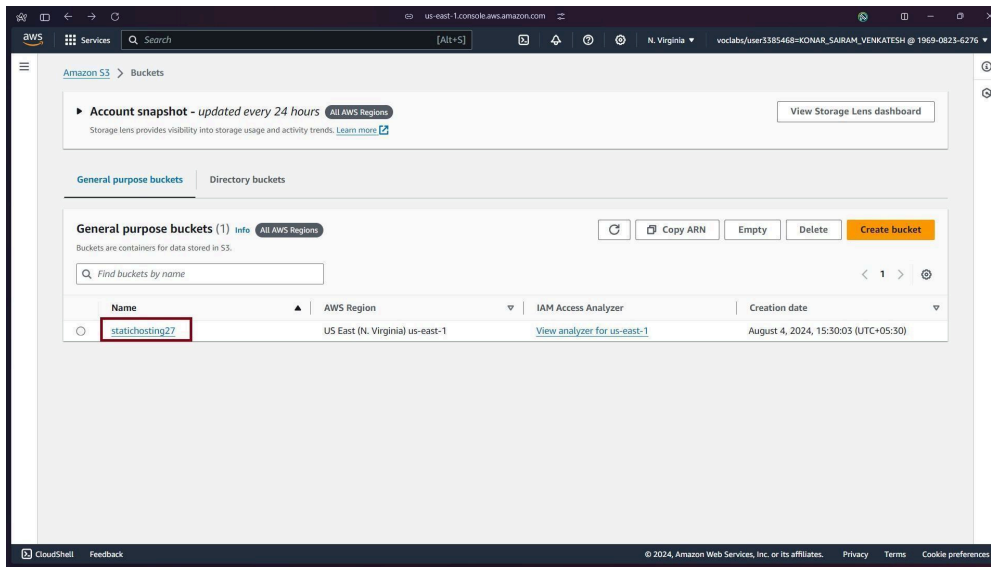 us-east-1.console.aws.amazon.com
aws Services Search [Alt+S] N. Virginia ▼ voclabs/user3385468=KONAR_SAIRAM_VENKATESH @ 1969-0823-6276 ▼
Amazon S3 > Buckets
Account snapshot - updated every 24 hours All AWS Regions View Storage Lens dashboard
Storage lens provides visibility into storage usage and activity trends. Learn more
General purpose buckets Directory buckets
General purpose buckets (1) Info All AWS Regions Copy ARN Empty Delete Create bucket
Buckets are containers for data stored in S3.
Find buckets by name < 1 >
Name AWS Region IAM Access Analyzer Creation date
statichosting27 US East (N. Virginia) us-east-1 View analyzer for us-east-1 August 4, 2024, 15:30:03 (UTC+05:30)
CloudShell Feedback © 2024, Amazon Web Services, Inc. or its affiliates. Privacy Terms Cookie preferences